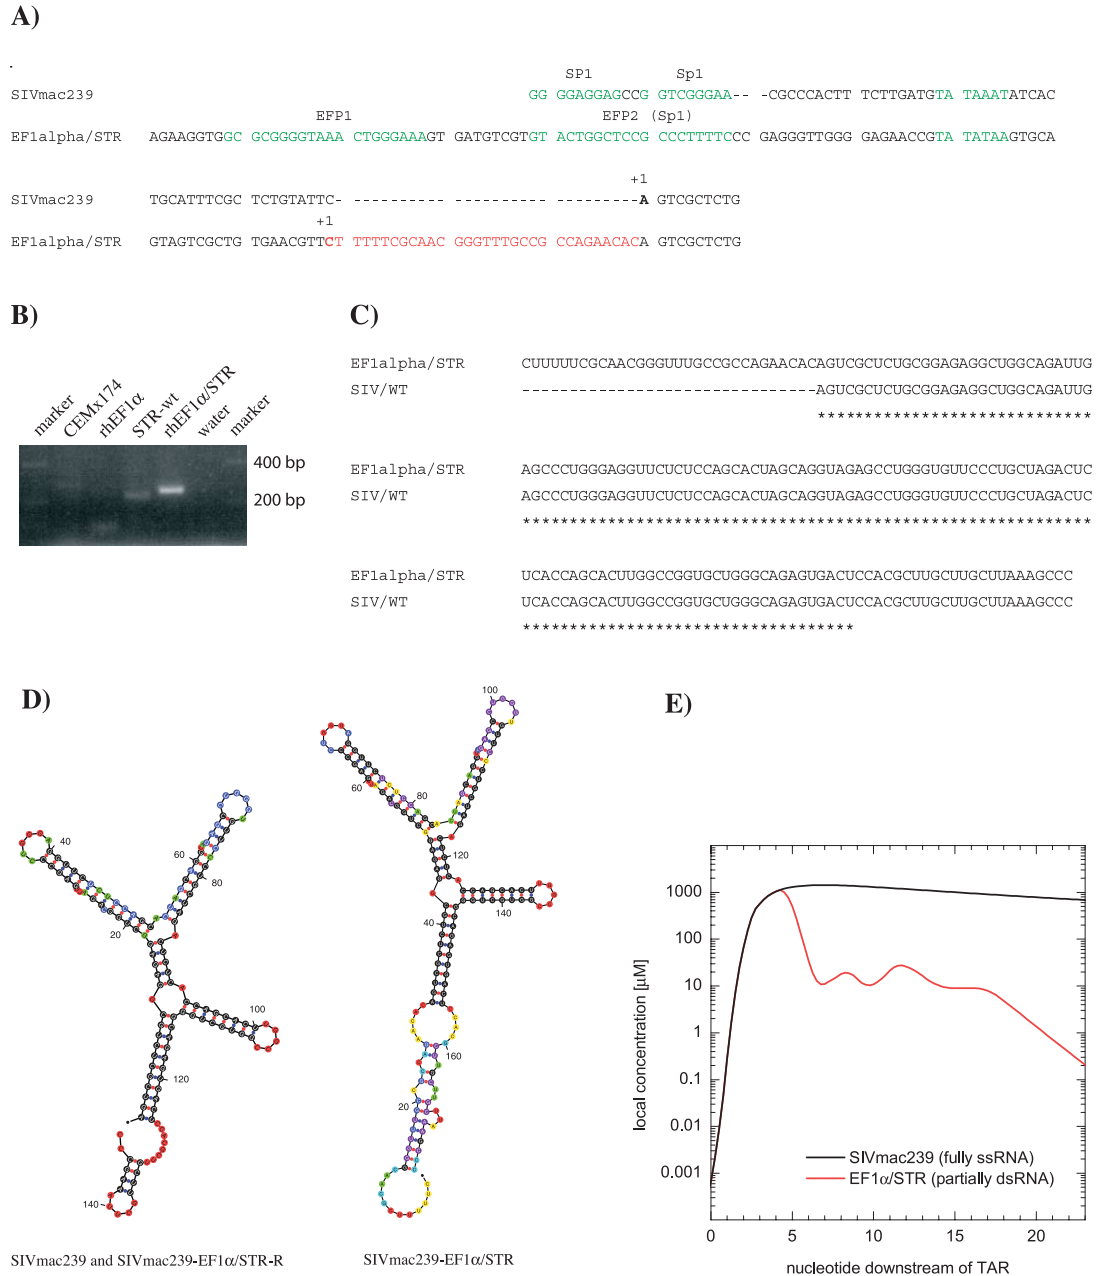 A)
SP1 Sp1
SIVmac239 GG GGAGGAGCCG GTCGGGAA-- -CGCCCACTT TCTTGATGTA TAAATATCAC
EFP1 EFP2 (Sp1)
EF1alpha/STR AGAAGGTGGC GCGGGGTAAA CTGGGAAAGT GATGTCGTGT ACTGGCTCCG CCCTTTTCCC GAGGGTTGGG GAGAACCGTA TATAAGTGCA
+1
SIVmac239 TGCATTTCGC TCTGTATTC- ---------- ---------- ---------A GTCGCTCTG
+1
EF1alpha/STR GTAGTCGCTG TGAACGTTCT TTTTCGCAAC GGGTTTGCCG CCAGAACACA GTCGCTCTG
B)
marker CEMx174 rhEF1α STR-wt rhEF1α/STR water marker
400 bp
200 bp
C)
EF1alpha/STR CUUUUUCGCAACGGGUUUGCCGCCAGAACACAGUCGCUCUGCGGAGAGGCUGGCAGAUUG
SIV/WT -------------------------------AGUCGCUCUGCGGAGAGGCUGGCAGAUUG
*****************************
EF1alpha/STR AGCCCUGGGAGGUUCUCUCCAGCACUAGCAGGUAGAGCCUGGGUGUUCCCUGCUAGACUC
SIV/WT AGCCCUGGGAGGUUCUCUCCAGCACUAGCAGGUAGAGCCUGGGUGUUCCCUGCUAGACUC
************************************************************
EF1alpha/STR UCACCAGCACUUGGCCGGUGCUGGGCAGAGUGACUCCACGCUUGCUUGCUUAAAGCCC
SIV/WT UCACCAGCACUUGGCCGGUGCUGGGCAGAGUGACUCCACGCUUGCUUGCUUAAAGCCC
***********************************
D)
20
40
60
80
100
120
140
SIVmac239 and SIVmac239-EF1α/STR-R
20
40
60
80
100
120
140
160
SIVmac239-EF1α/STR
E)
local concentration [µM]
1000
100
10
1
0.1
0.01
0.001
SIVmac239 (fully ssRNA)
EF1α/STR (partially dsRNA)
0 5 10 15 20
nucleotide downstream of TAR